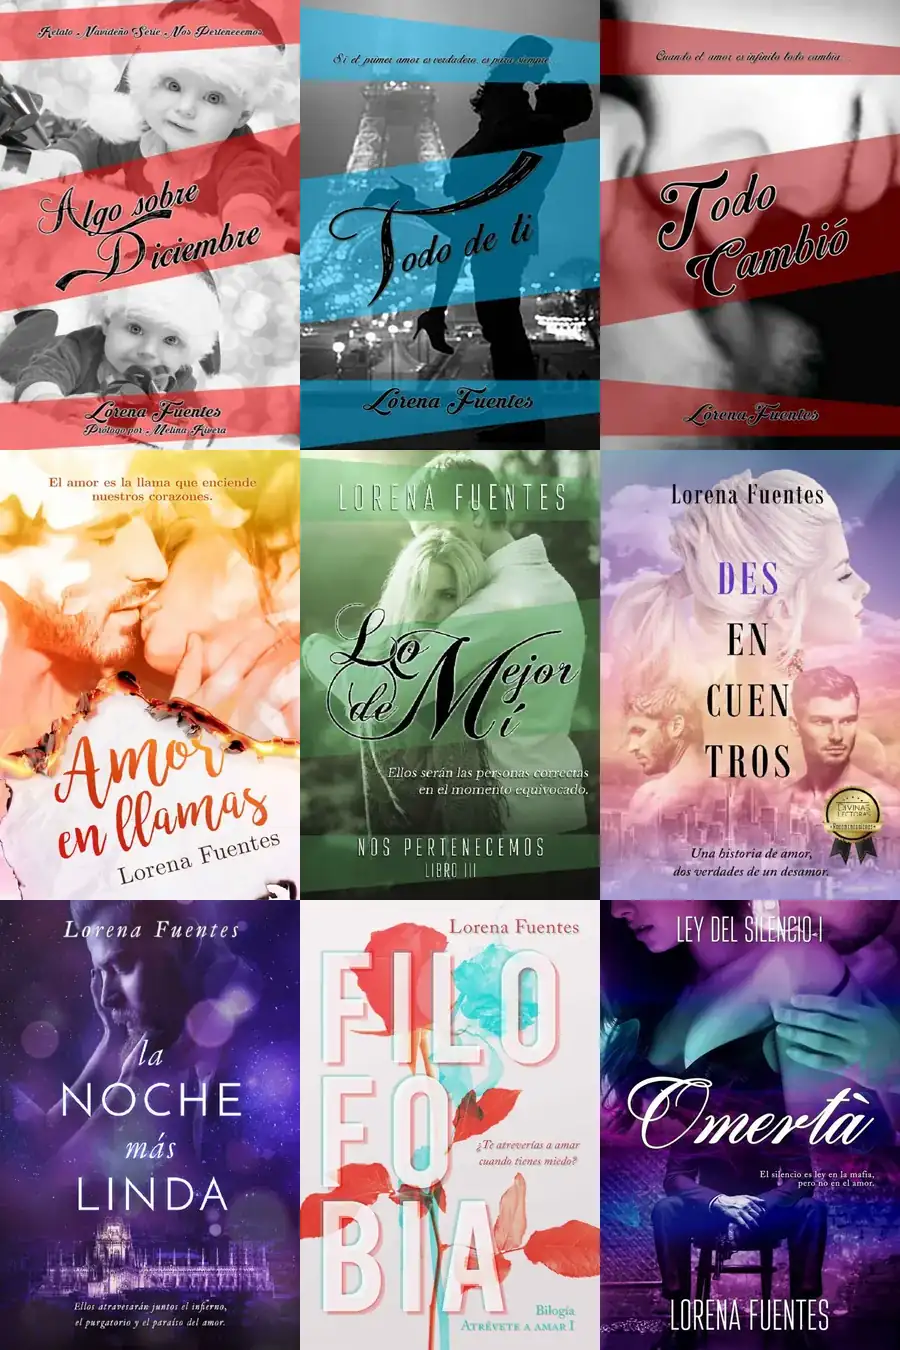 Relato Navideño Serie Nos Pertenecemos
Algo sobre
Diciembre
Lorena Fuentes
Prólogo por Melina Rivera
Si el primer amor es verdadero, es para siempre
Todo de ti
Lorena Fuentes
Cuando el amor es infinito todo cambia...
Todo
Cambió
Lorena Fuentes
El amor es la llama que enciende
nuestros corazones.
Amor
en llamas
Lorena Fuentes
LORENA FUENTES
Lo Mejor
de Mí
Ellos serán las personas correctas
en el momento equivocado.
NOS PERTENECEMOS
LIBRO III
Lorena Fuentes
DES
EN
CUEN
TROS
DIVINAS
LECTORAS
Una historia de amor,
dos verdades de un desamor.
Lorena Fuentes
la
NOCHE
más
LINDA
Ellos atravesarán juntos el infierno,
el purgatorio y el paraíso del amor.
Lorena Fuentes
FILO
FO
BIA
¿Te atreverías a amar
cuando tienes miedo?
Bilogía
ATRÉVETE A AMAR I
LEY DEL SILENCIO I
Omertà
El silencio es ley en la mafia,
pero no en el amor.
LORENA FUENTES